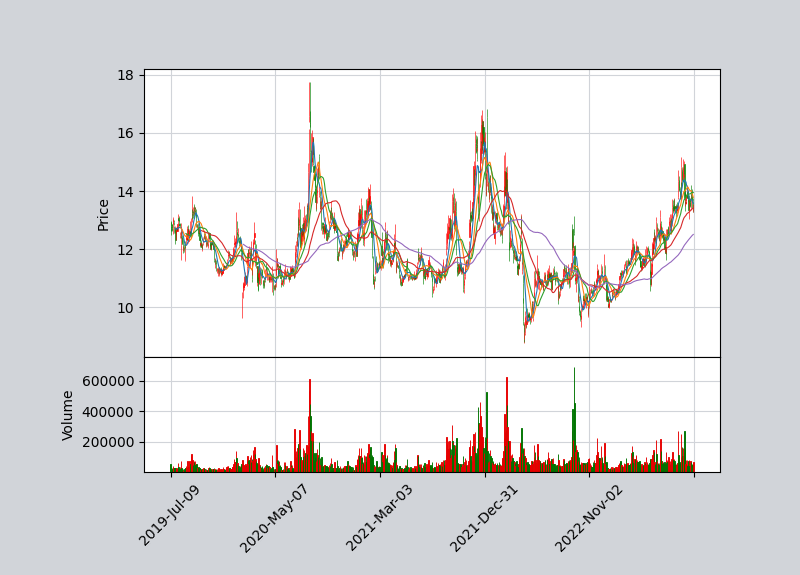 18
16
14
12
10
Price
600000
400000
200000
Volume
2019-Jul-09
2020-May-07
2021-Mar-03
2021-Dec-31
2022-Nov-02